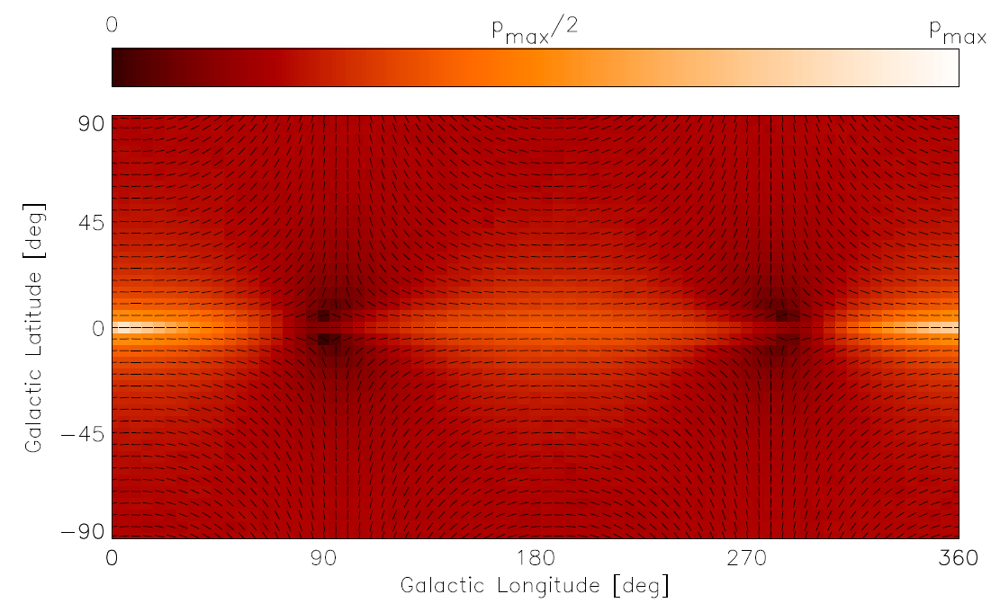 0 p_max/2 p_max
90
45
0
−45
−90
Galactic Latitude [deg]
0 90 180 270 360
Galactic Longitude [deg]